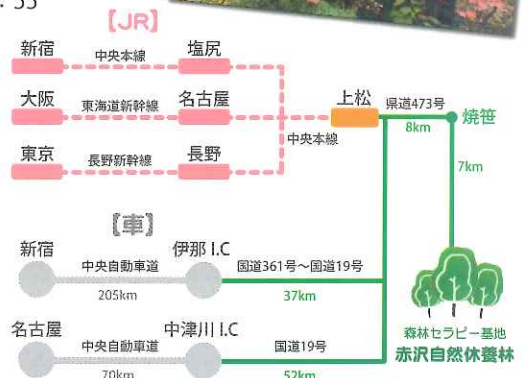 : 55
【JR】
新宿 中央本線 塩尻
大阪 東海道新幹線 名古屋 上松 県道473号 焼笹
8km
中央本線
東京 長野新幹線 長野
7km
【車】
新宿 中央自動車道 伊那 I.C 国道361号〜国道19号
205km 37km
名古屋 中央自動車道 中津川 I.C 国道19号
70km 52km
森林セラピー基地
赤沢自然休養林